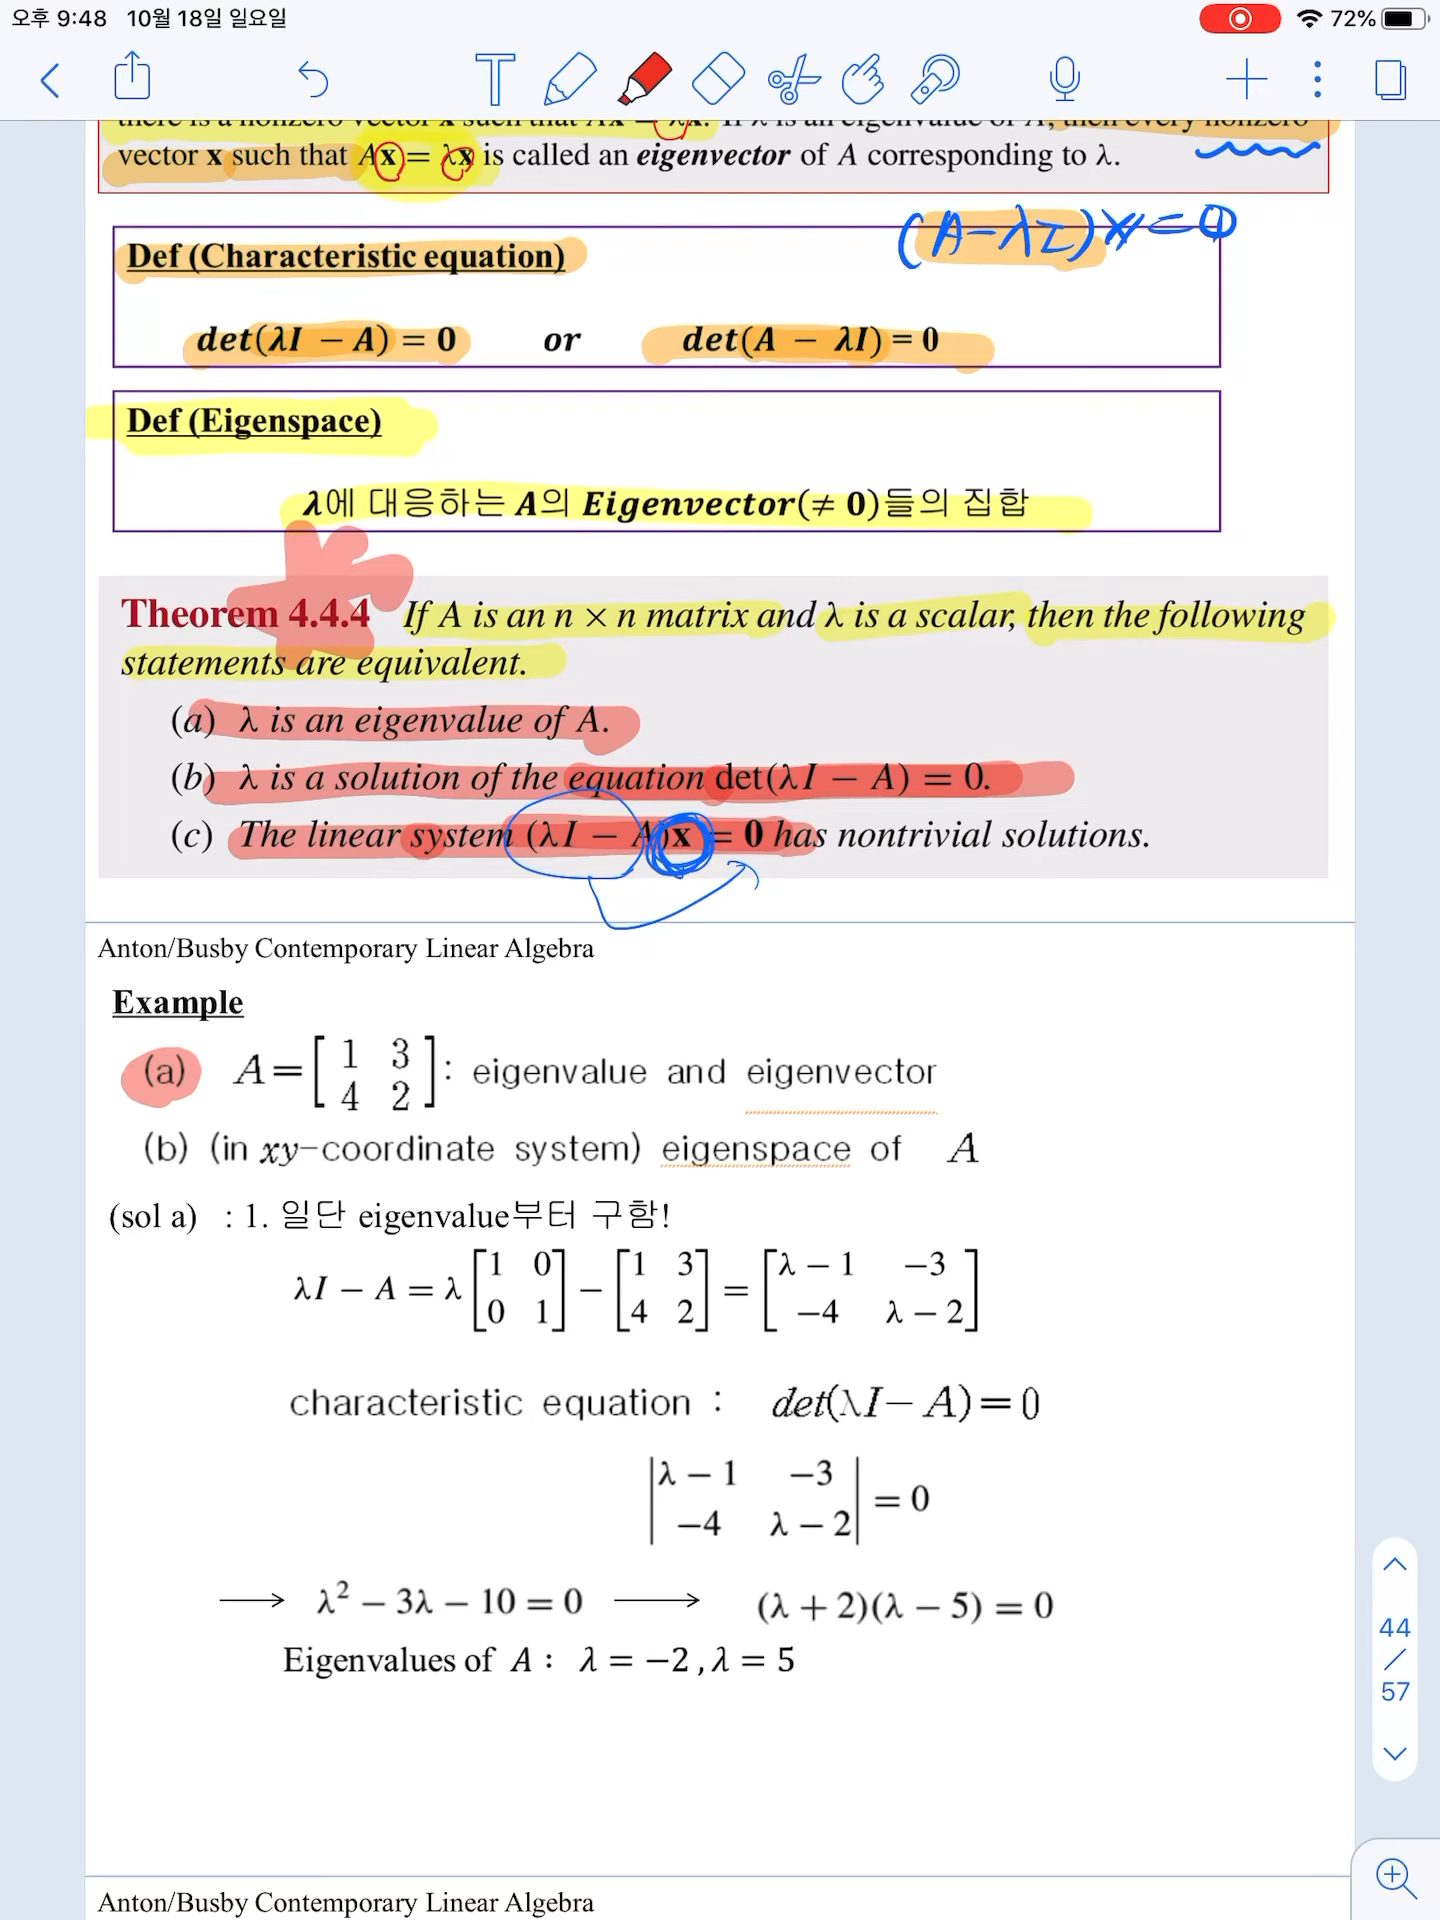 오후 9:48 10월 18일 일요일 72%
T
vector x such that Ax = λx is called an eigenvector of A corresponding to λ.
(A−λI)x=0
Def (Characteristic equation)
det(λI − A) = 0 or det(A − λI) = 0
Def (Eigenspace)
λ에 대응하는 A의 Eigenvector(≠ 0)들의 집합
Theorem 4.4.4 If A is an n × n matrix and λ is a scalar, then the following
statements are equivalent.
(a) λ is an eigenvalue of A.
(b) λ is a solution of the equation det(λI − A) = 0.
(c) The linear system (λI − A)x = 0 has nontrivial solutions.
Anton/Busby Contemporary Linear Algebra
Example
(a) A = [ 1 3
4 2 ] : eigenvalue and eigenvector
(b) (in xy-coordinate system) eigenspace of A
(sol a) : 1. 일단 eigenvalue부터 구함!
λI − A = λ [1 0
0 1] − [1 3
4 2] = [λ − 1 −3
−4 λ − 2]
characteristic equation : det(λI − A) = 0
|λ − 1 −3
−4 λ − 2| = 0
⟶ λ² − 3λ − 10 = 0 ⟶ (λ + 2)(λ − 5) = 0
Eigenvalues of A : λ = −2 , λ = 5
44
/
57
Anton/Busby Contemporary Linear Algebra